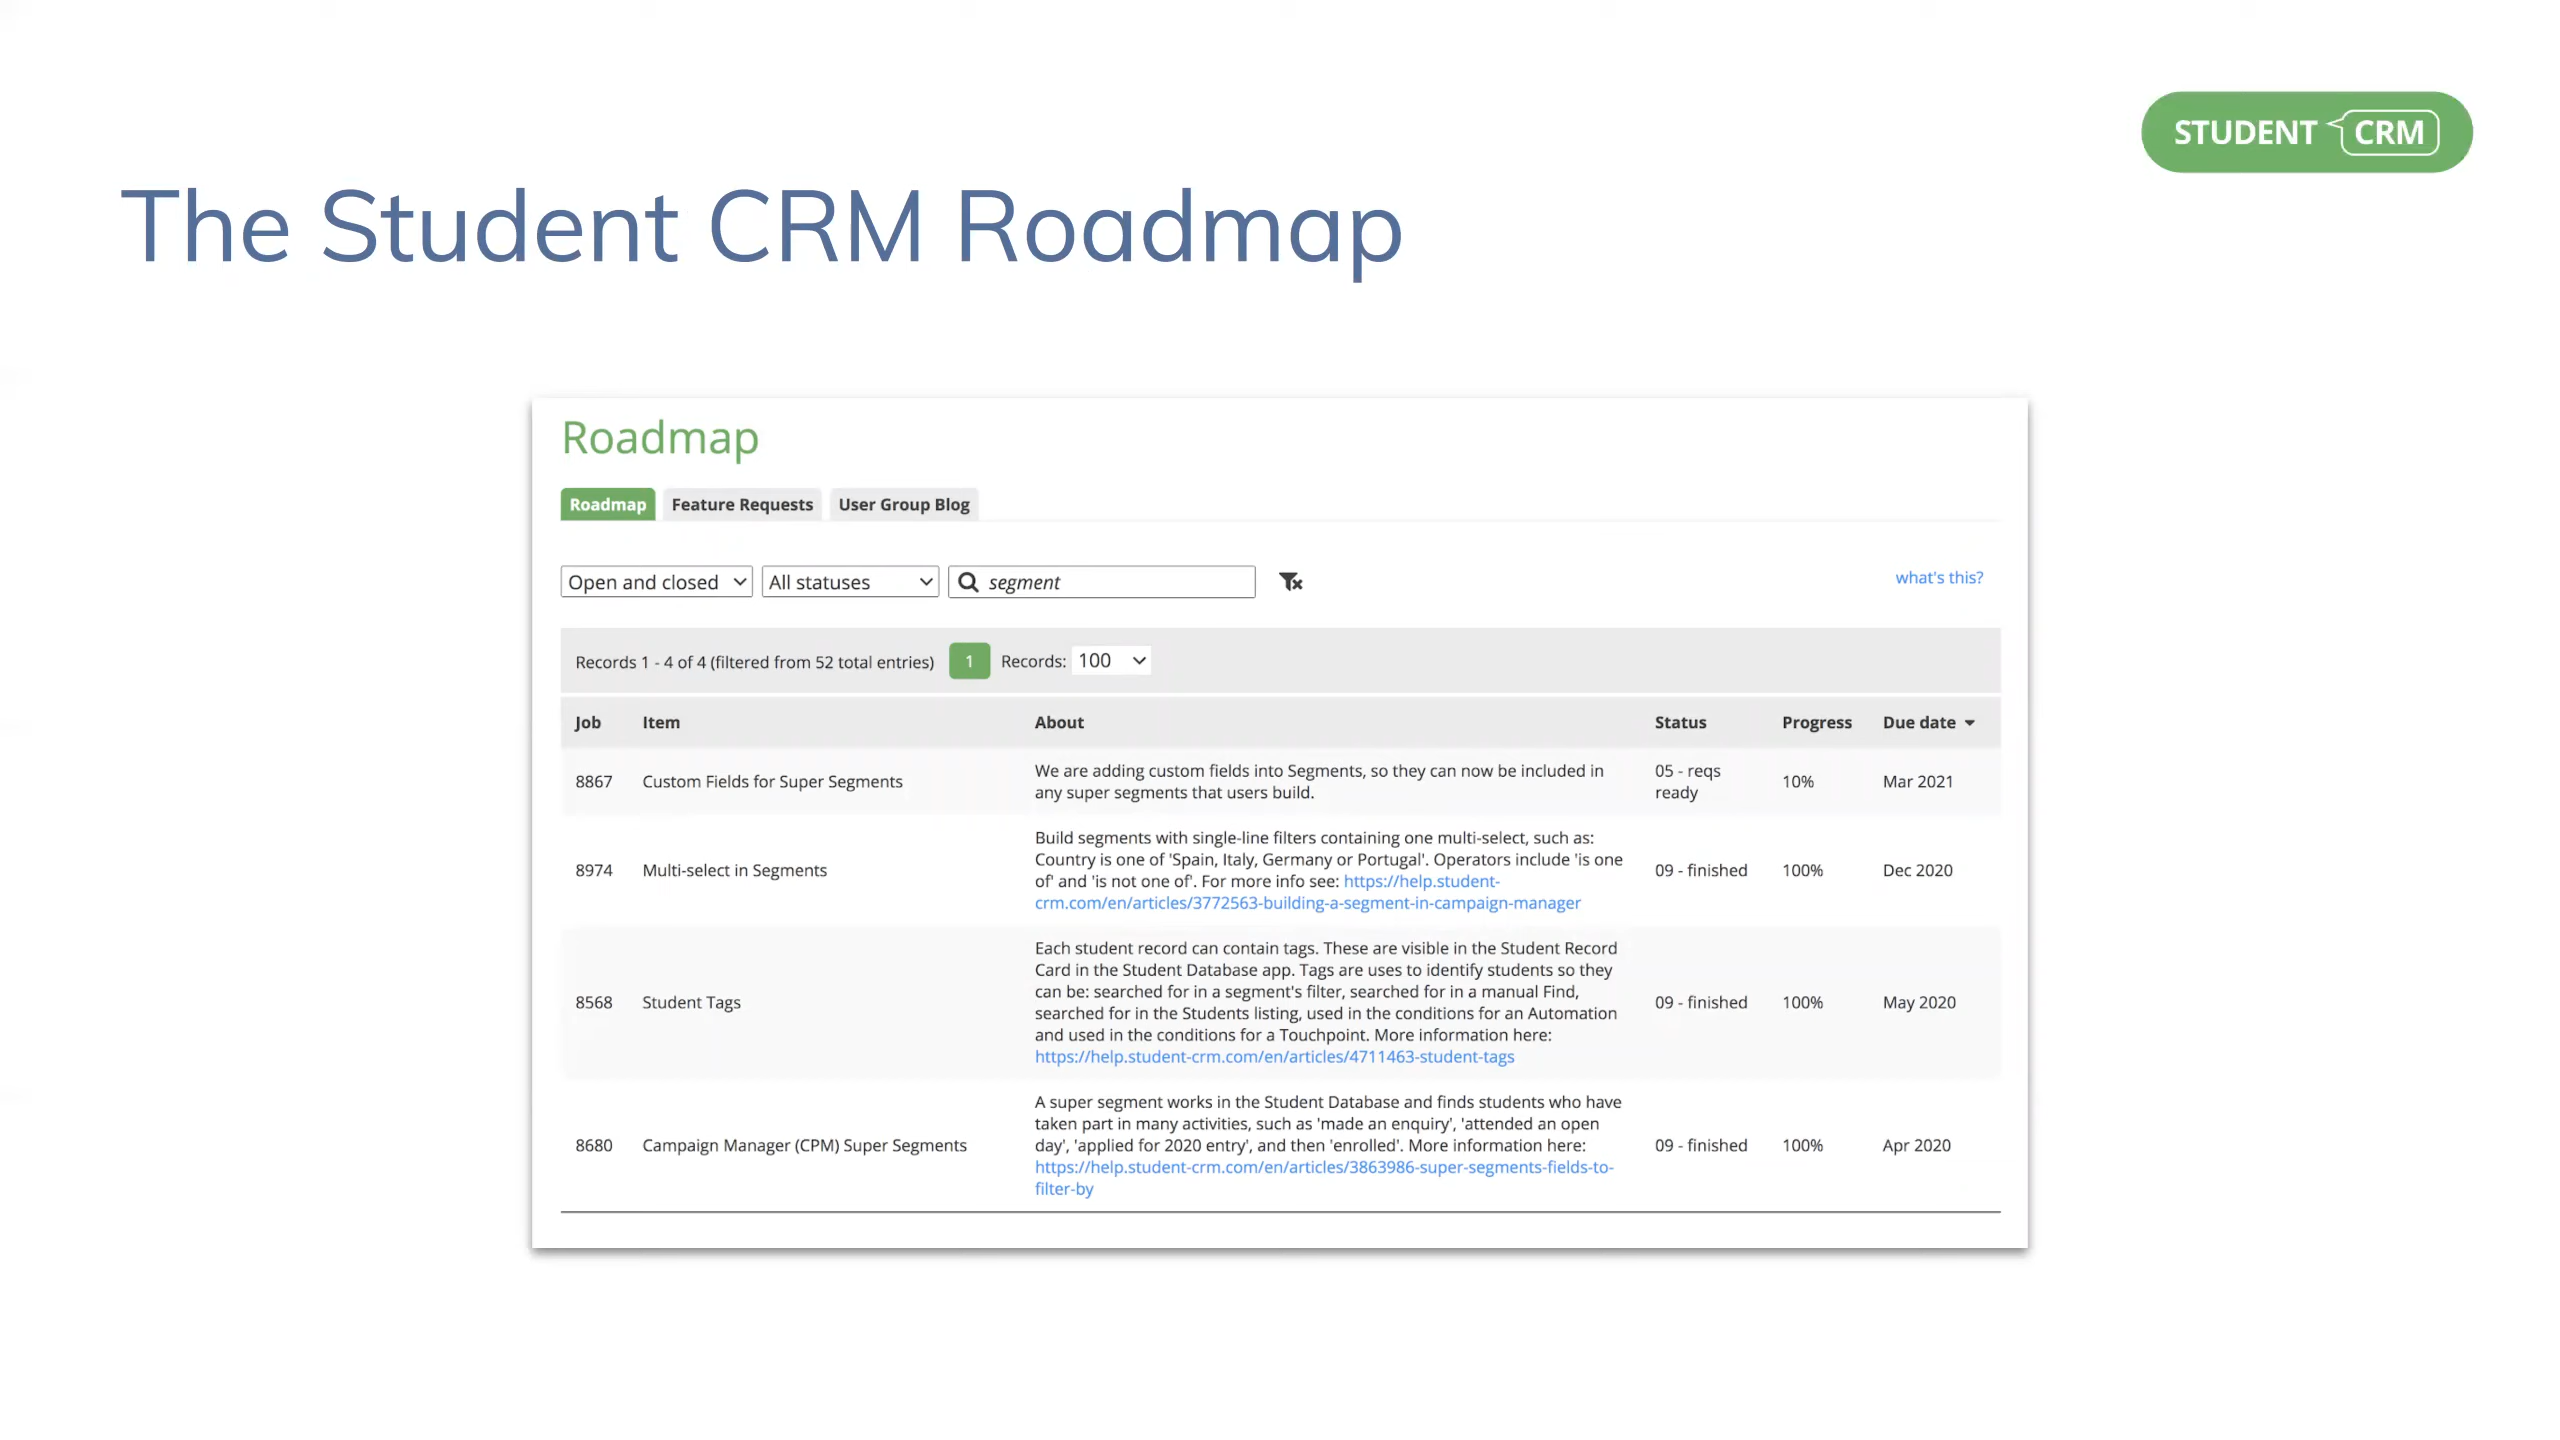 STUDENT CRM
The Student CRM Roadmap
Roadmap
Roadmap Feature Requests User Group Blog
Open and closed All statuses segment what's this?
Records 1 - 4 of 4 (filtered from 52 total entries) 1 Records: 100
Job Item About Status Progress Due date
8867 Custom Fields for Super Segments We are adding custom fields into Segments, so they can now be included in
any super segments that users build. 05 - reqs
ready 10% Mar 2021
8974 Multi-select in Segments Build segments with single-line filters containing one multi-select, such as:
Country is one of 'Spain, Italy, Germany or Portugal'. Operators include 'is one
of' and 'is not one of'. For more info see: https://help.student-
crm.com/en/articles/3772563-building-a-segment-in-campaign-manager 09 - finished 100% Dec 2020
8568 Student Tags Each student record can contain tags. These are visible in the Student Record
Card in the Student Database app. Tags are uses to identify students so they
can be: searched for in a segment's filter, searched for in a manual Find,
searched for in the Students listing, used in the conditions for an Automation
and used in the conditions for a Touchpoint. More information here:
https://help.student-crm.com/en/articles/4711463-student-tags 09 - finished 100% May 2020
8680 Campaign Manager (CPM) Super Segments A super segment works in the Student Database and finds students who have
taken part in many activities, such as 'made an enquiry', 'attended an open
day', 'applied for 2020 entry', and then 'enrolled'. More information here:
https://help.student-crm.com/en/articles/3863986-super-segments-fields-to-
filter-by 09 - finished 100% Apr 2020